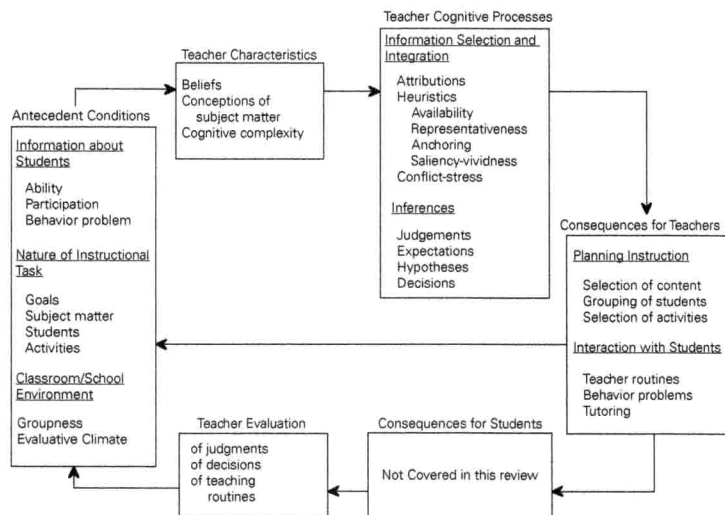 Teacher Cognitive Processes
Information Selection and
Integration
Attributions
Heuristics
Availability
Representativeness
Anchoring
Saliency-vividness
Conflict-stress
Inferences
Judgements
Expectations
Hypotheses
Decisions
Teacher Characteristics
Beliefs
Conceptions of
subject matter
Cognitive complexity
Antecedent Conditions
Information about
Students
Ability
Participation
Behavior problem
Nature of Instructional
Task
Goals
Subject matter
Students
Activities
Classroom/School
Environment
Groupness
Evaluative Climate
Consequences for Teachers
Planning Instruction
Selection of content
Grouping of students
Selection of activities
Interaction with Students
Teacher routines
Behavior problems
Tutoring
Teacher Evaluation
of judgments
of decisions
of teaching
routines
Consequences for Students
Not Covered in this review